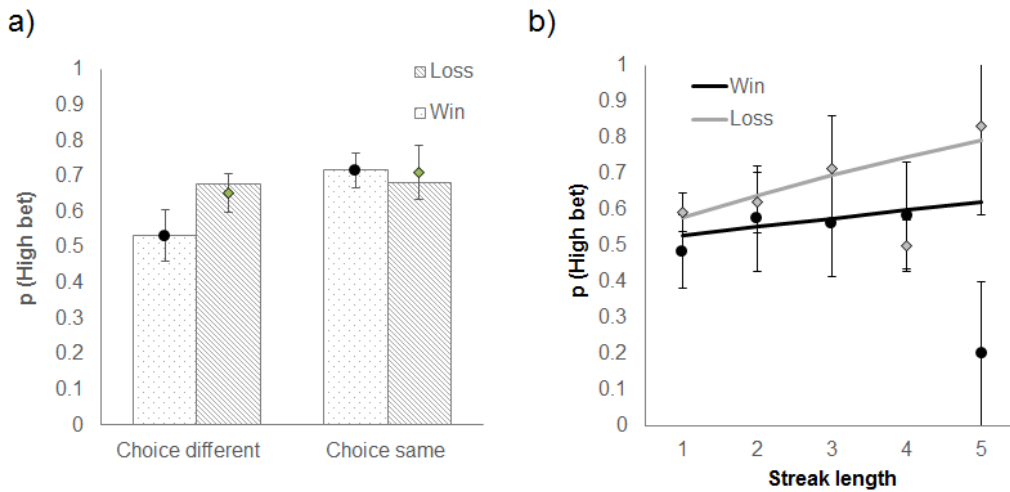 a)
p (High bet)
1
0.9
0.8
0.7
0.6
0.5
0.4
0.3
0.2
0.1
0
Loss
Win
Choice different
Choice same
b)
p (High bet)
1
0.9
0.8
0.7
0.6
0.5
0.4
0.3
0.2
0.1
0
Win
Loss
1 2 3 4 5
Streak length